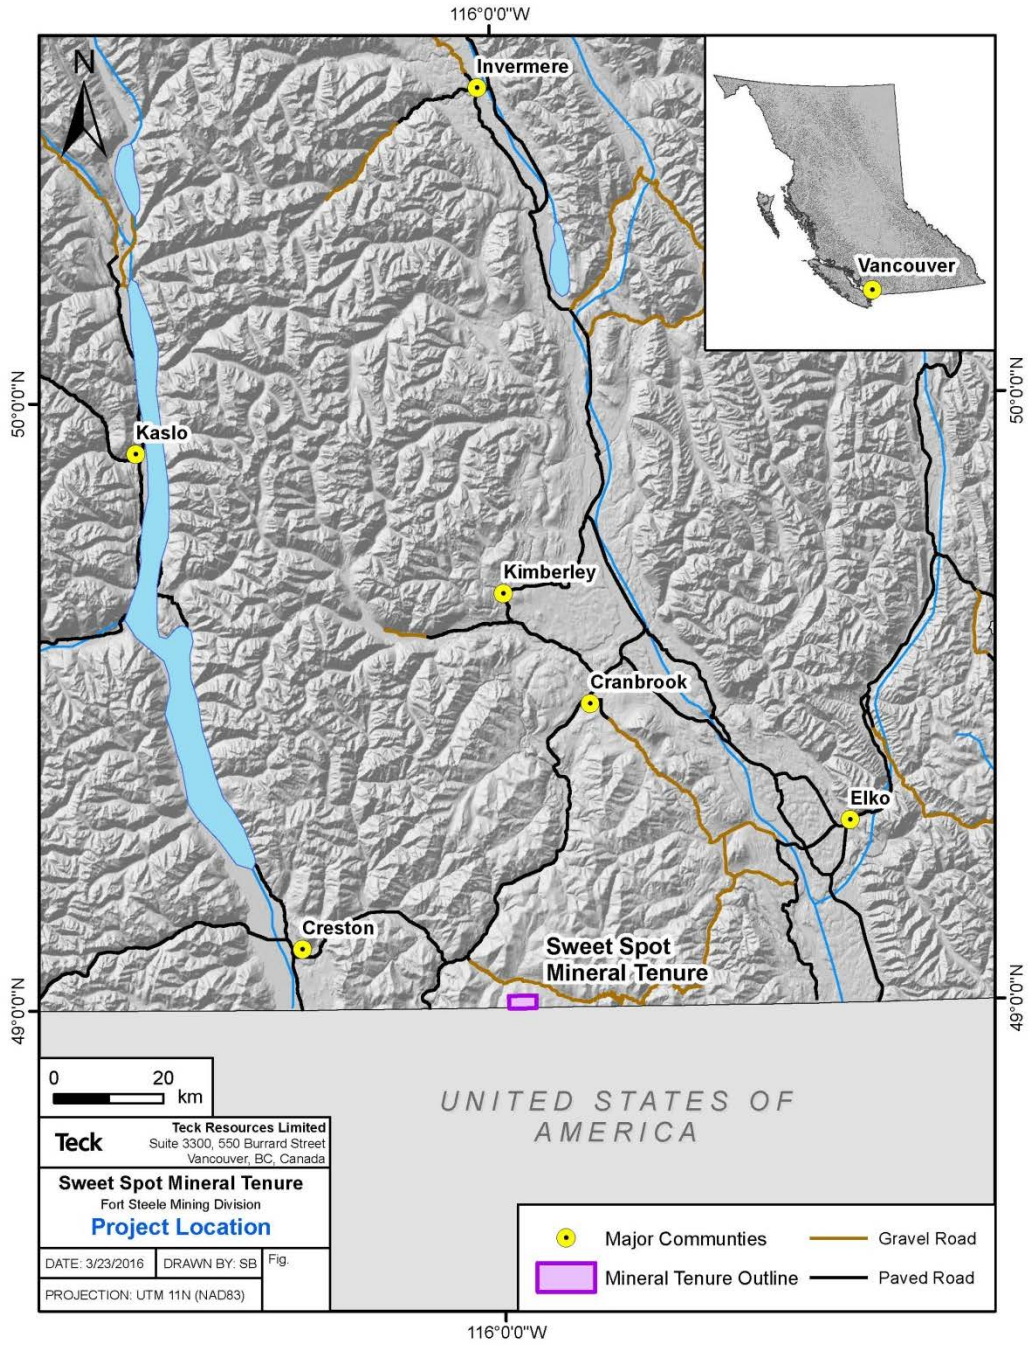 116°0'0"W
N
Invermere
Vancouver
50°0'0"N
50°0'0"N
Kaslo
Kimberley
Cranbrook
Elko
Creston
Sweet Spot
Mineral Tenure
49°0'0"N
49°0'0"N
0 20
km
UNITED STATES OF
AMERICA
Teck
Teck Resources Limited
Suite 3300, 550 Burrard Street
Vancouver, BC, Canada
Sweet Spot Mineral Tenure
Fort Steele Mining Division
Project Location
DATE: 3/23/2016
DRAWN BY: SB
Fig.
PROJECTION: UTM 11N (NAD83)
Major Communties
Gravel Road
Mineral Tenure Outline
Paved Road
116°0'0"W